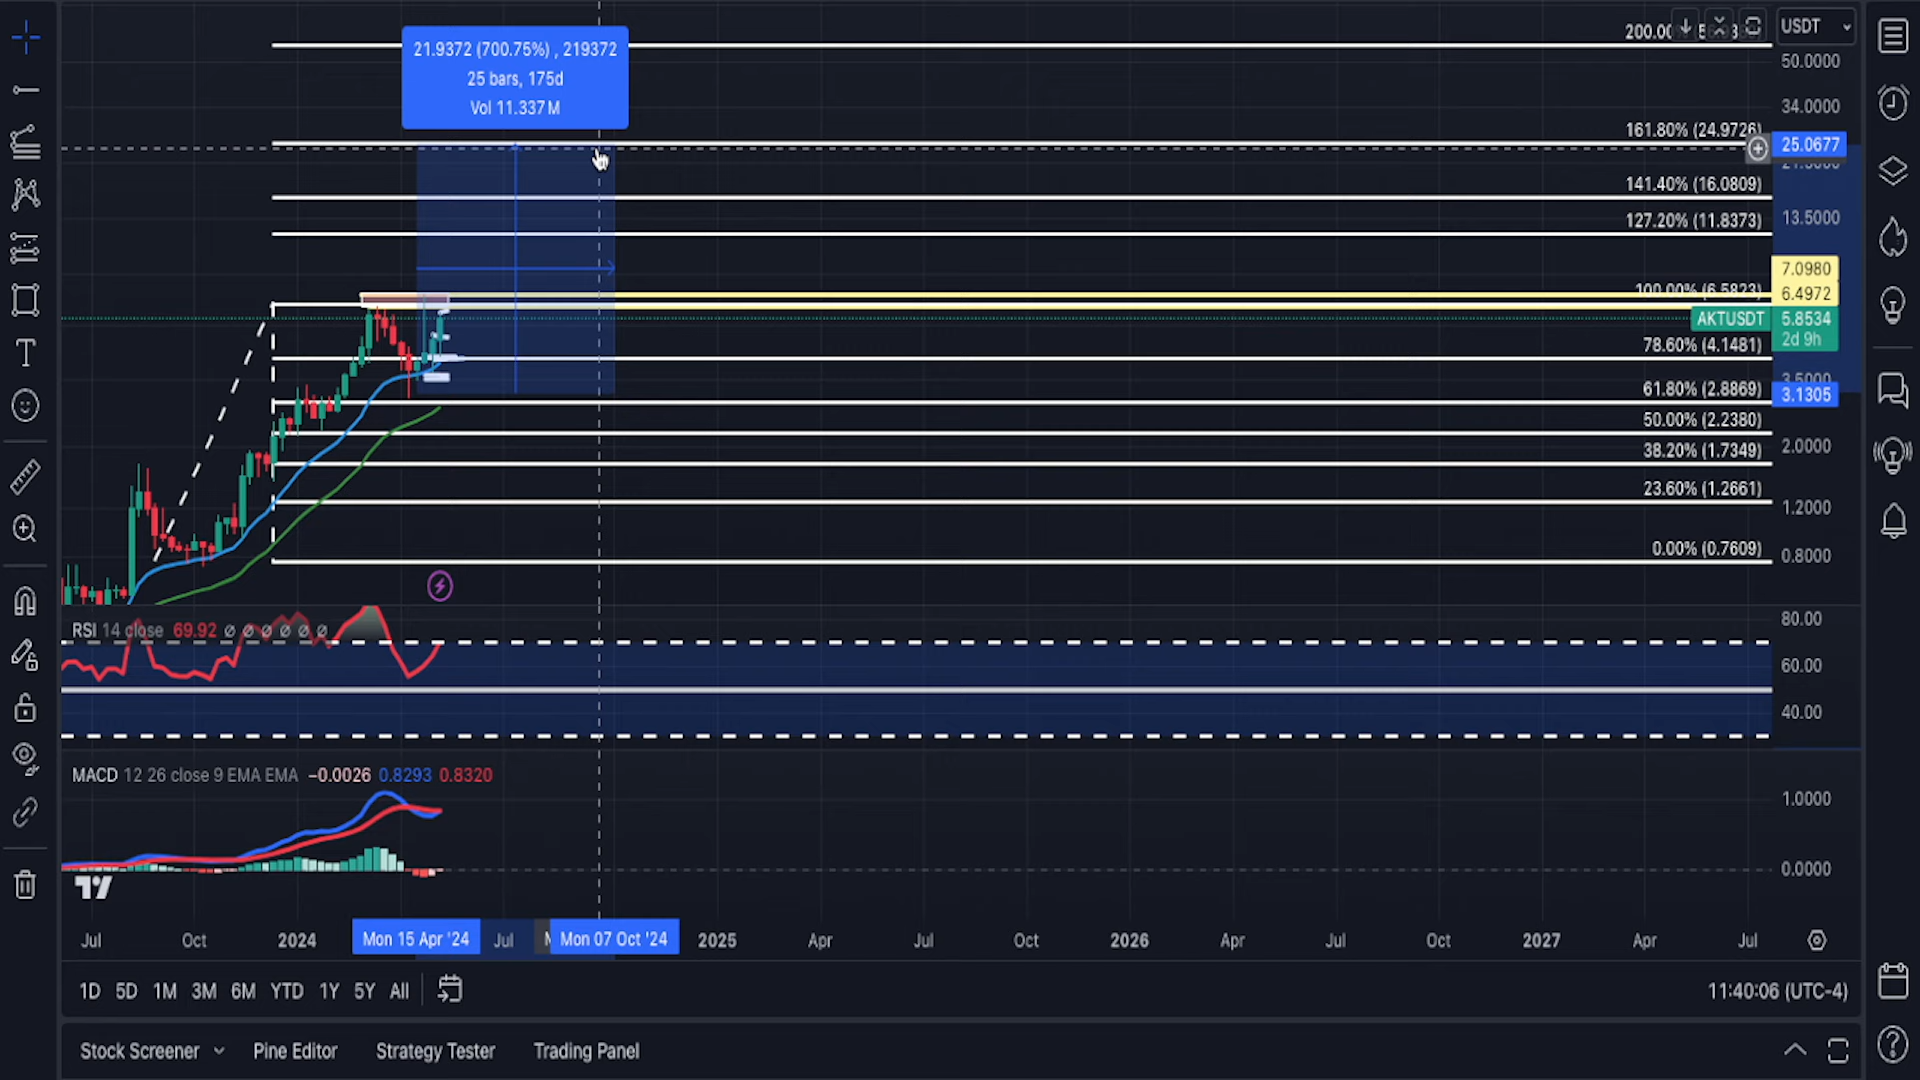 USDT
50.0000
34.0000
21.9372 (700.75%) , 219372
25 bars, 175d
Vol 11.337 M
161.80% (24.9726)
25.0677
141.40% (16.0809)
127.20% (11.8373)
13.5000
7.0980
100.00% (6.5823)
6.4972
AKTUSDT
5.8534
2d 9h
78.60% (4.1481)
3.5000
61.80% (2.8869)
3.1305
50.00% (2.2380)
2.0000
38.20% (1.7349)
23.60% (1.2661)
1.2000
0.00% (0.7609)
0.8000
RSI 14 close 69.92 ∅ ∅ ∅ ∅ ∅ ∅
80.00
60.00
40.00
MACD 12 26 close 9 EMA EMA −0.0026 0.8293 0.8320
1.0000
0.0000
Jul Oct 2024 Mon 15 Apr '24 Jul Mon 07 Oct '24 2025 Apr Jul Oct 2026 Apr Jul Oct 2027 Apr Jul
1D 5D 1M 3M 6M YTD 1Y 5Y All
11:40:06 (UTC-4)
Stock Screener Pine Editor Strategy Tester Trading Panel